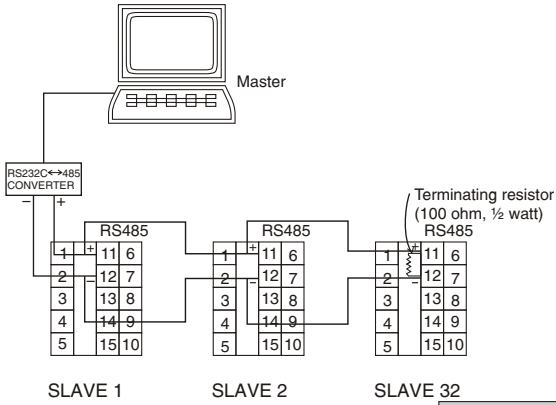 Master
RS232C↔485
CONVERTER
− +
Terminating resistor
(100 ohm, ½ watt)
RS485 RS485 RS485
1 + 11 6 1 + 11 6 1 + 11 6
2 − 12 7 2 − 12 7 2 − 12 7
3 13 8 3 13 8 3 13 8
4 14 9 4 14 9 4 14 9
5 15 10 5 15 10 5 15 10
SLAVE 1 SLAVE 2 SLAVE 32